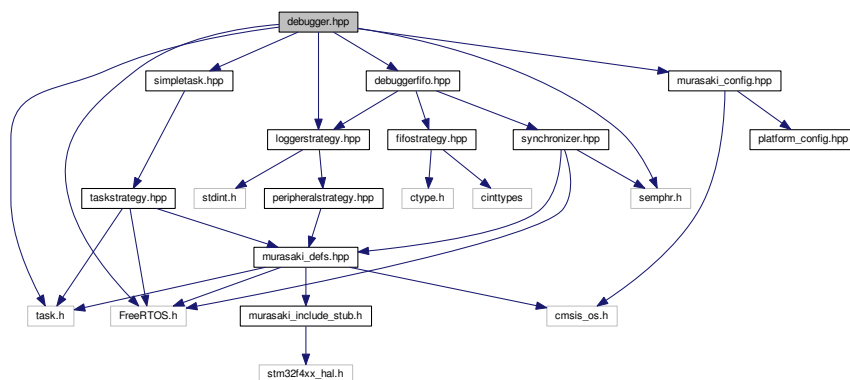 debugger.hpp
simpletask.hpp
debuggerfifo.hpp
murasaki_config.hpp
loggerstrategy.hpp
fifostrategy.hpp
synchronizer.hpp
platform_config.hpp
taskstrategy.hpp
stdint.h
peripheralstrategy.hpp
ctype.h
cinttypes
semphr.h
murasaki_defs.hpp
task.h
FreeRTOS.h
murasaki_include_stub.h
cmsis_os.h
stm32f4xx_hal.h